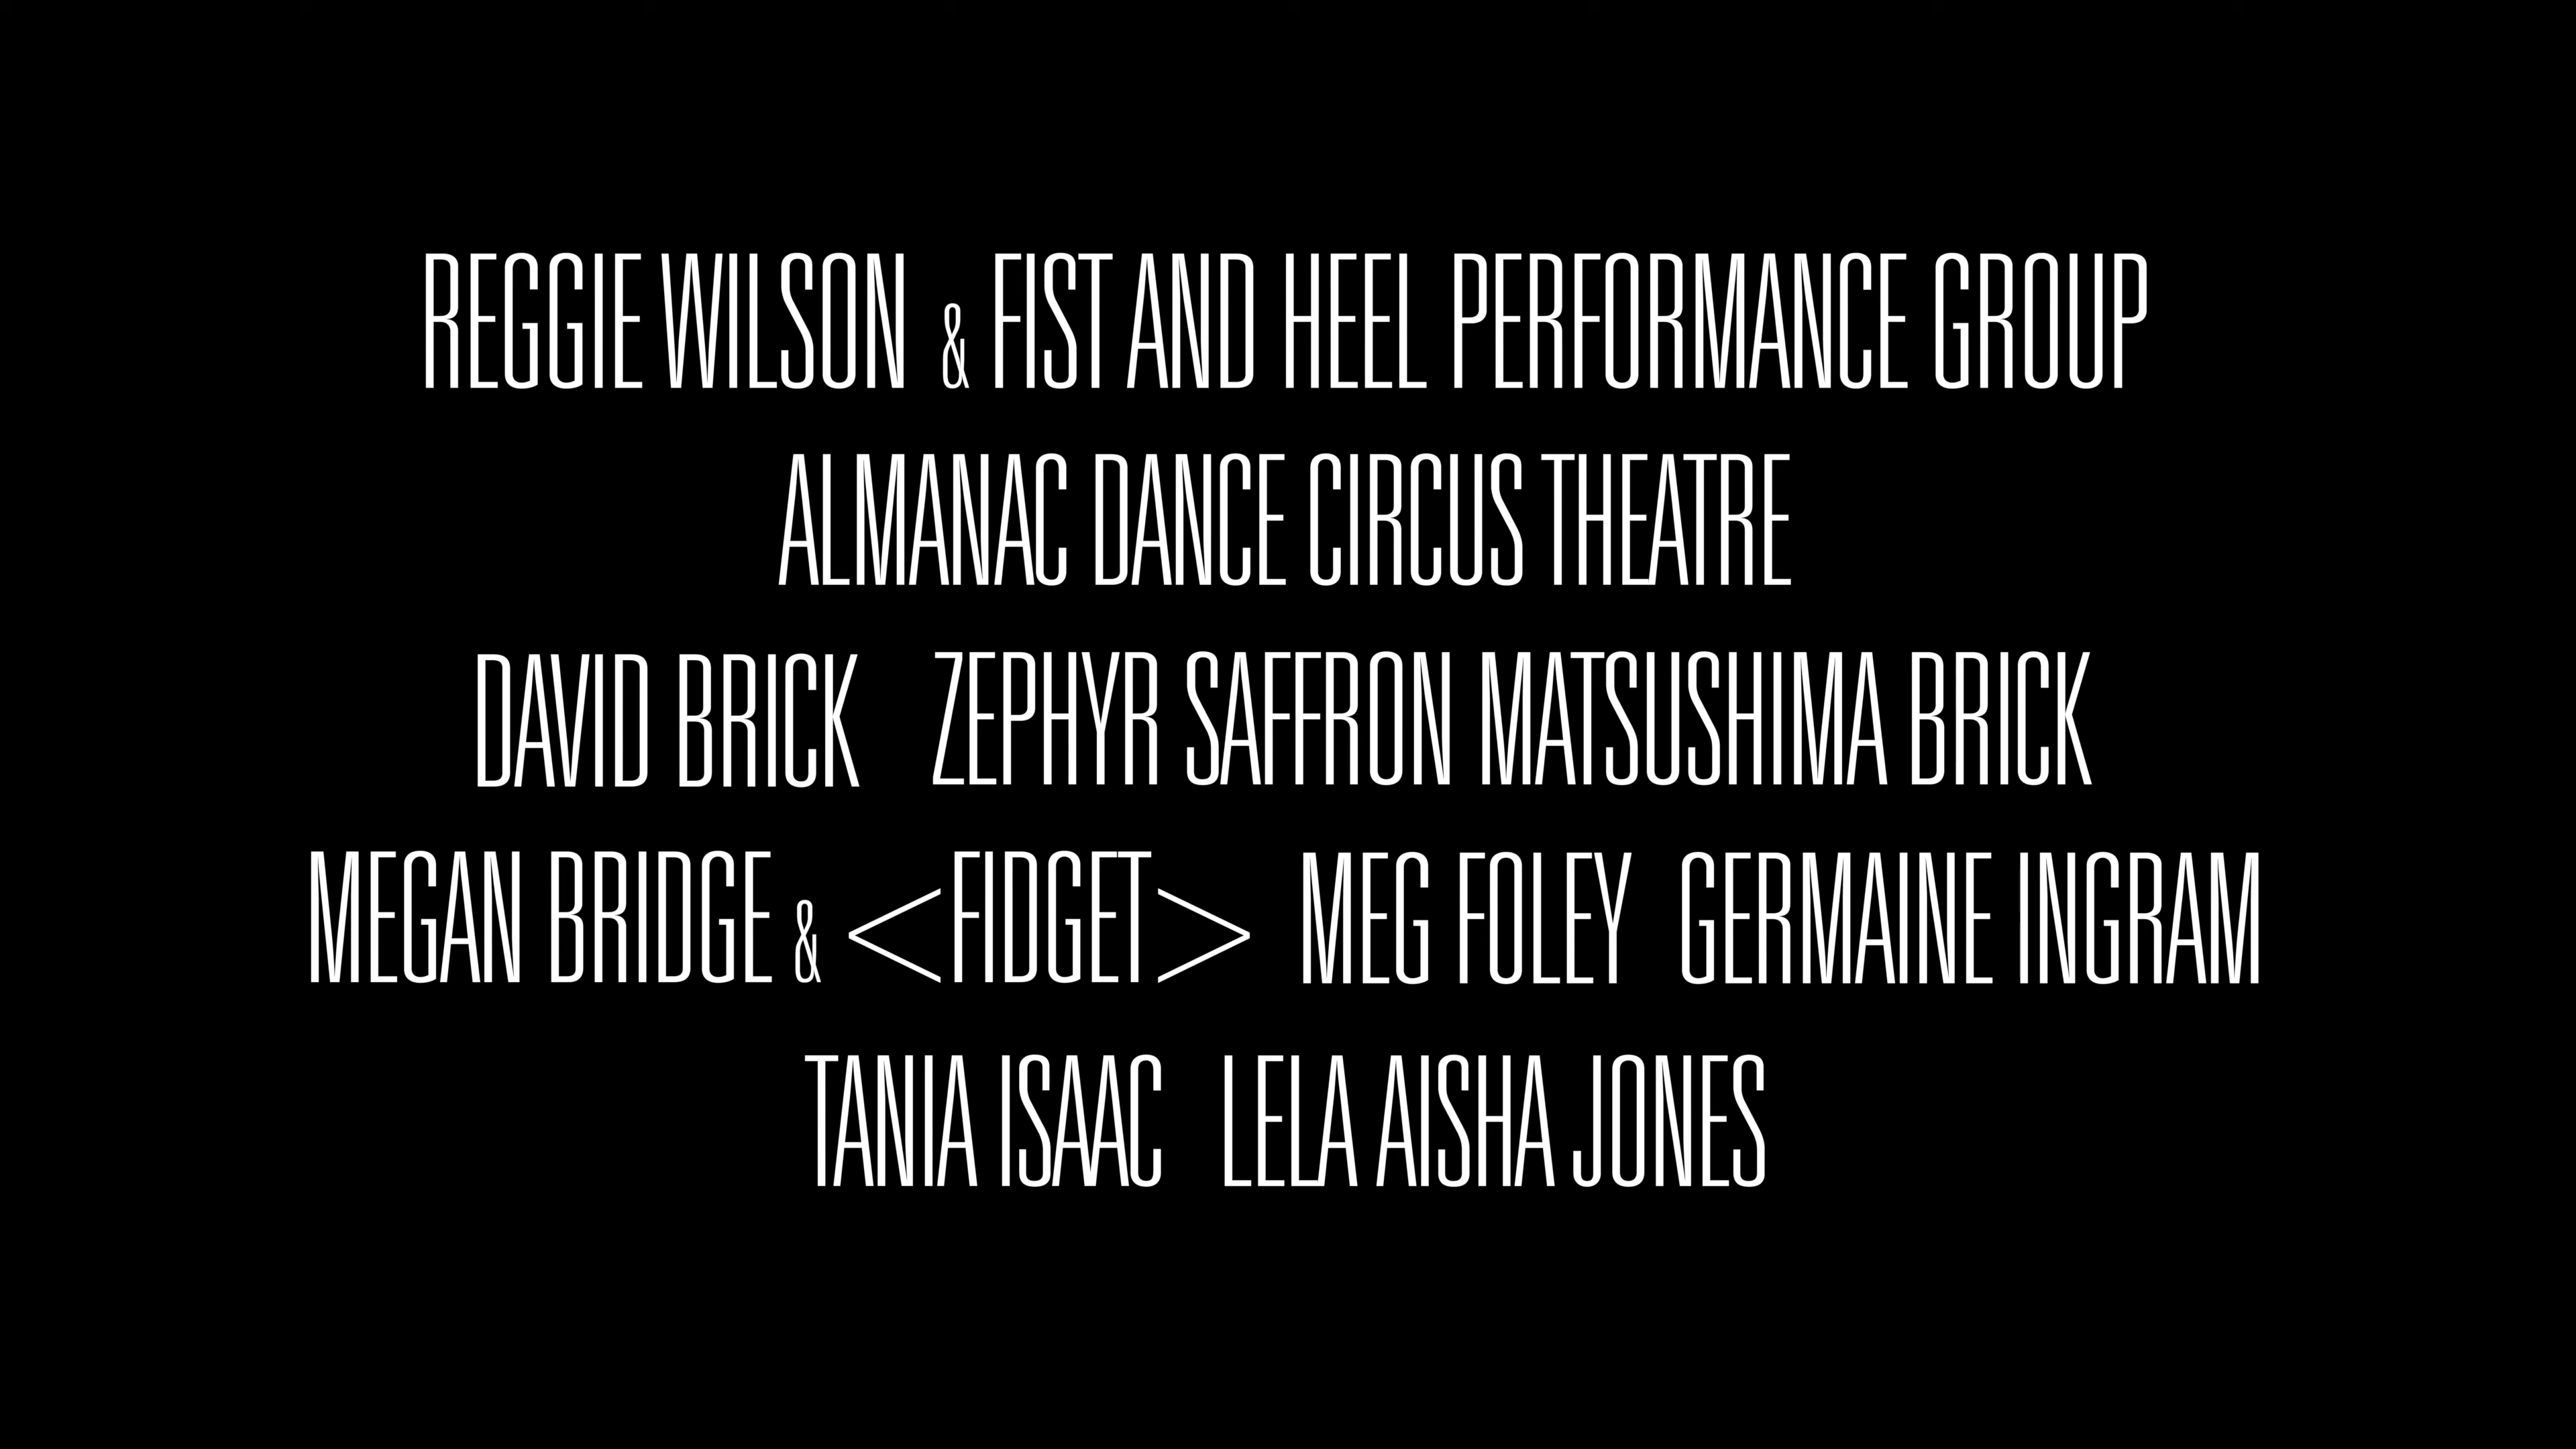 REGGIE WILSON & FIST AND HEEL PERFORMANCE GROUP
ALMANAC DANCE CIRCUS THEATRE
DAVID BRICK ZEPHYR SAFFRON MATSUSHIMA BRICK
MEGAN BRIDGE & <FIDGET> MEG FOLEY GERMAINE INGRAM
TANIA ISAAC LELA AISHA JONES